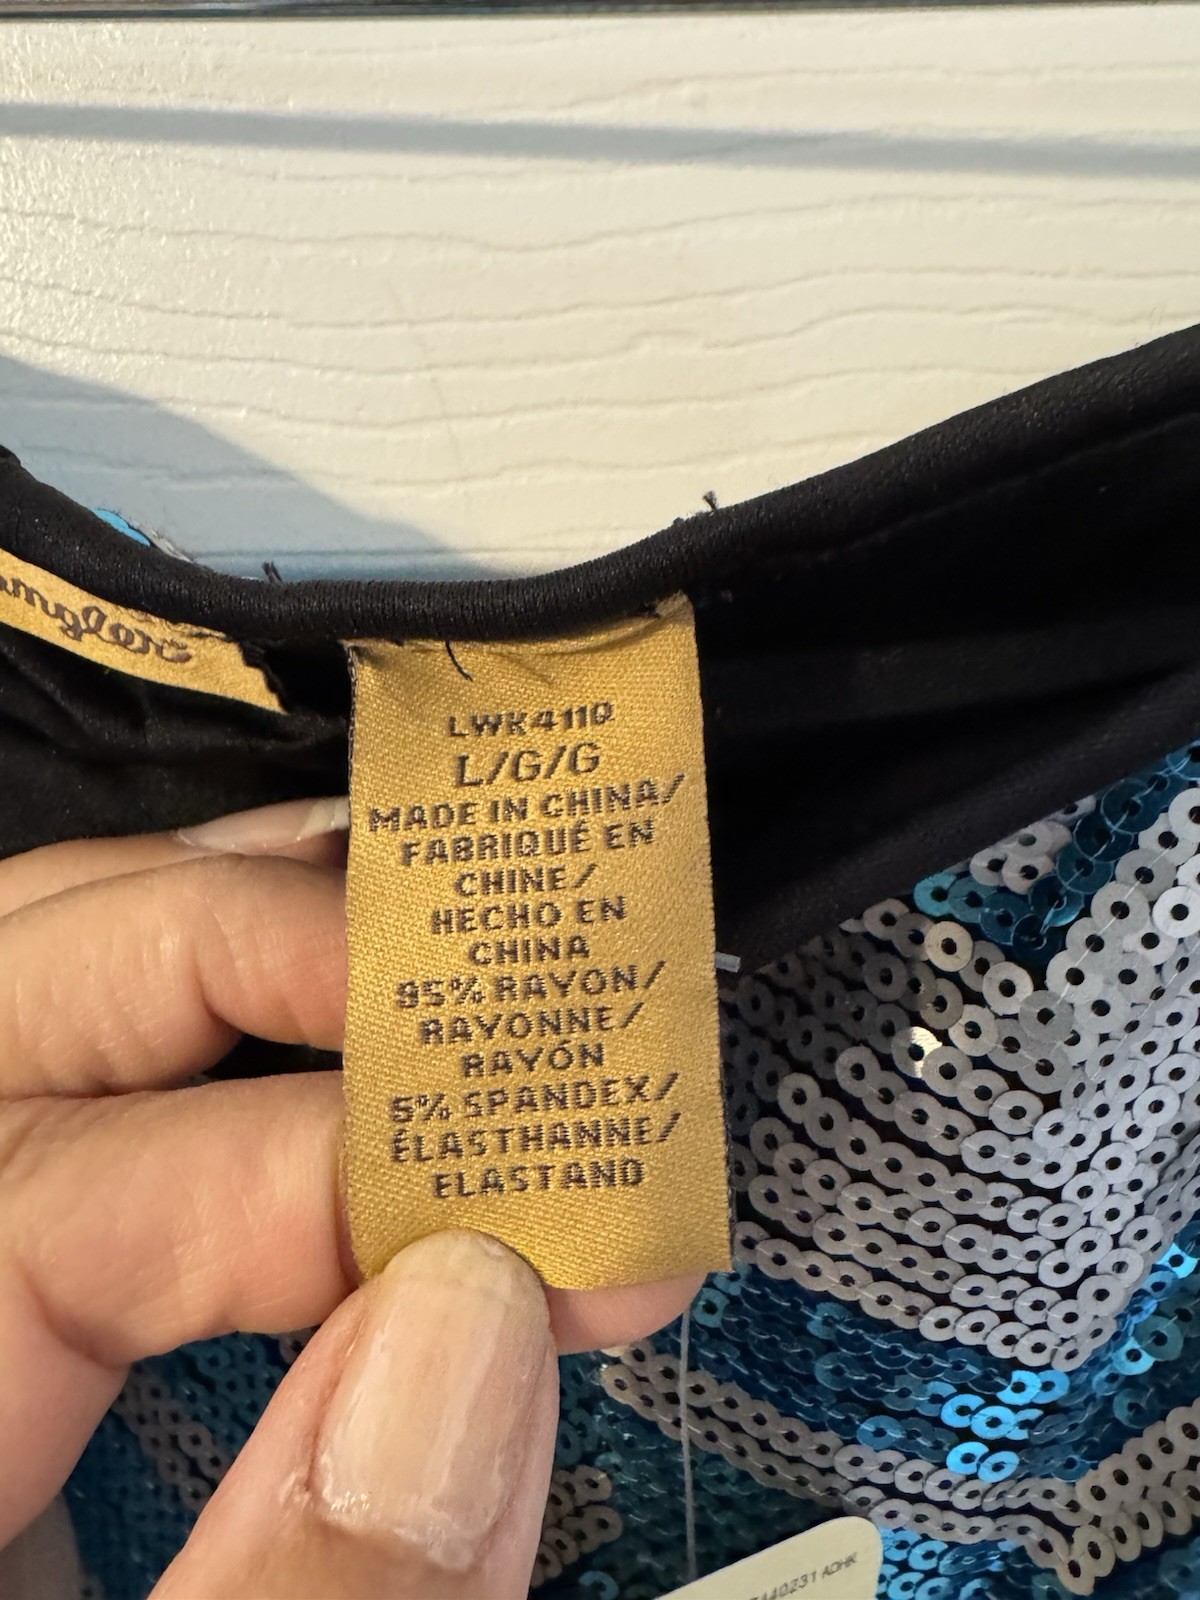 LWK411Q
L/G/G
MADE IN CHINA/
FABRIQUÉ EN
CHINE/
HECHO EN
CHINA
95% RAYON/
RAYONNE/
RAYÓN
5% SPANDEX/
ÉLASTHANNE/
ELASTANO